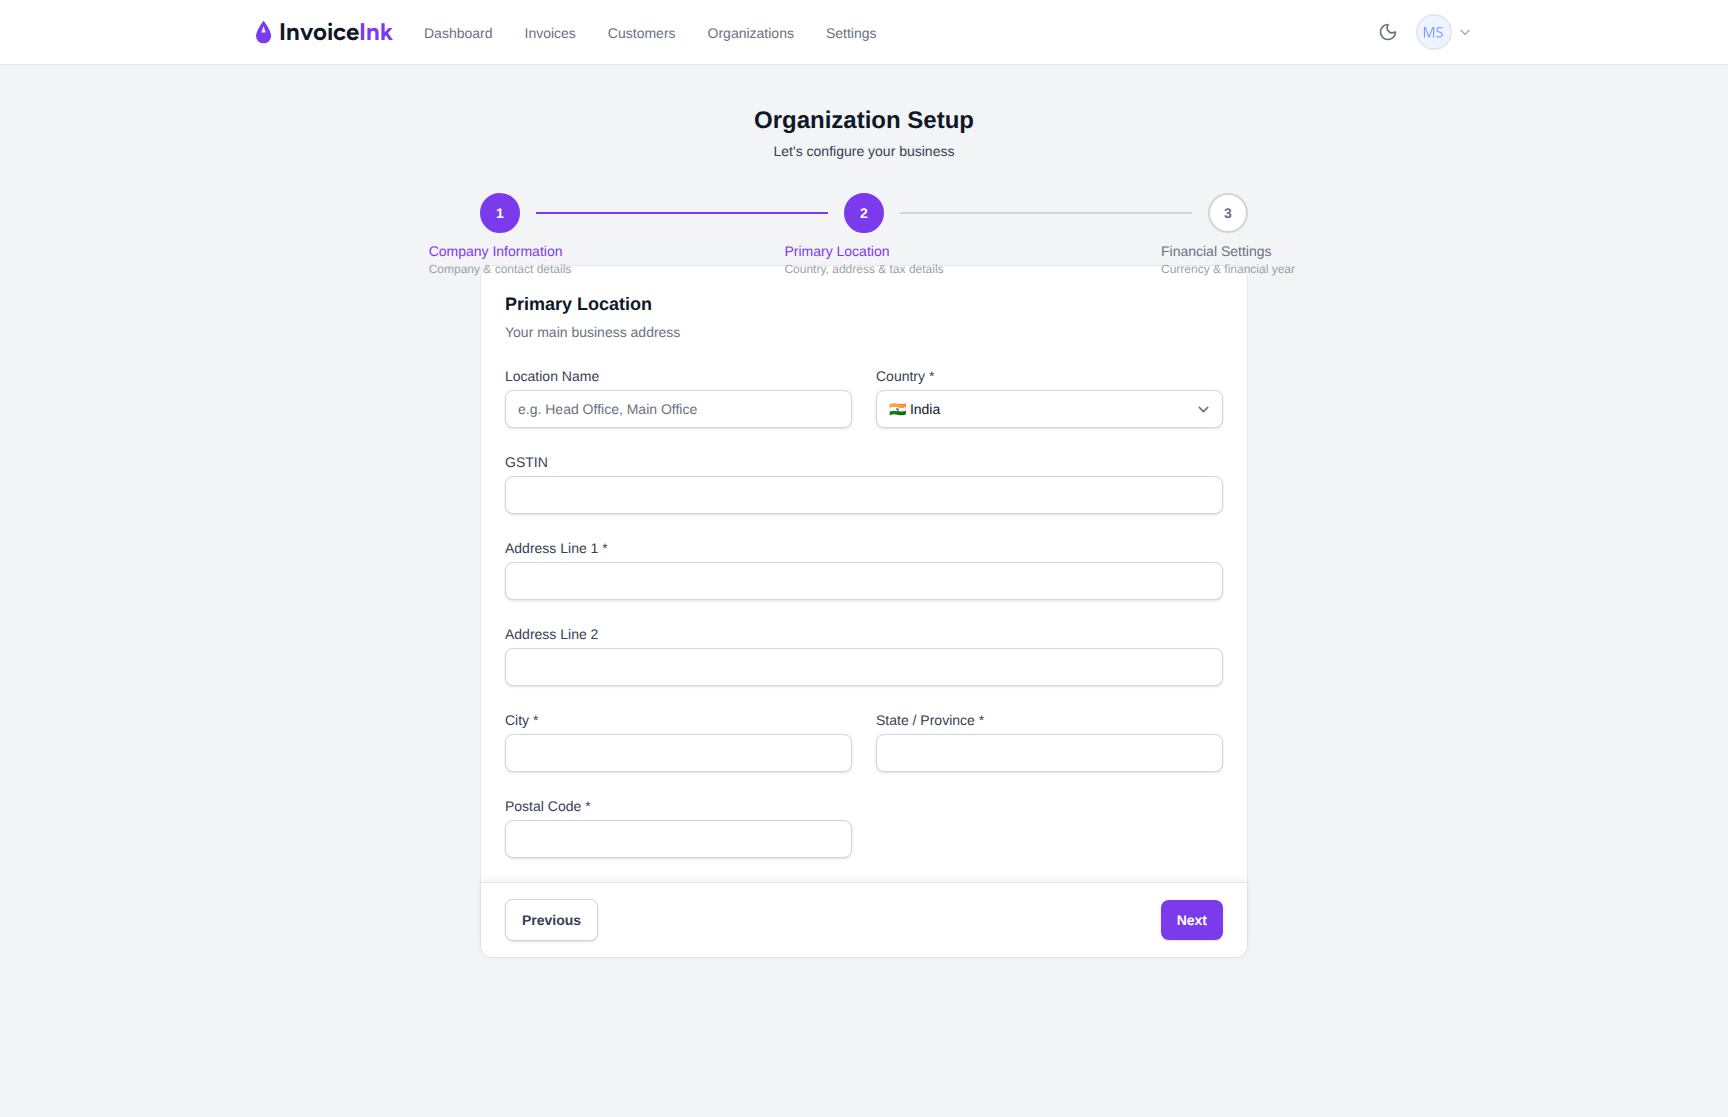 InvoiceInk Dashboard Invoices Customers Organizations Settings MS
Organization Setup
Let's configure your business
1 2 3
Company Information Primary Location Financial Settings
Company & contact details Country, address & tax details Currency & financial year
Primary Location
Your main business address
Location Name Country *
e.g. Head Office, Main Office 🇮🇳 India
GSTIN
Address Line 1 *
Address Line 2
City * State / Province *
Postal Code *
Previous Next